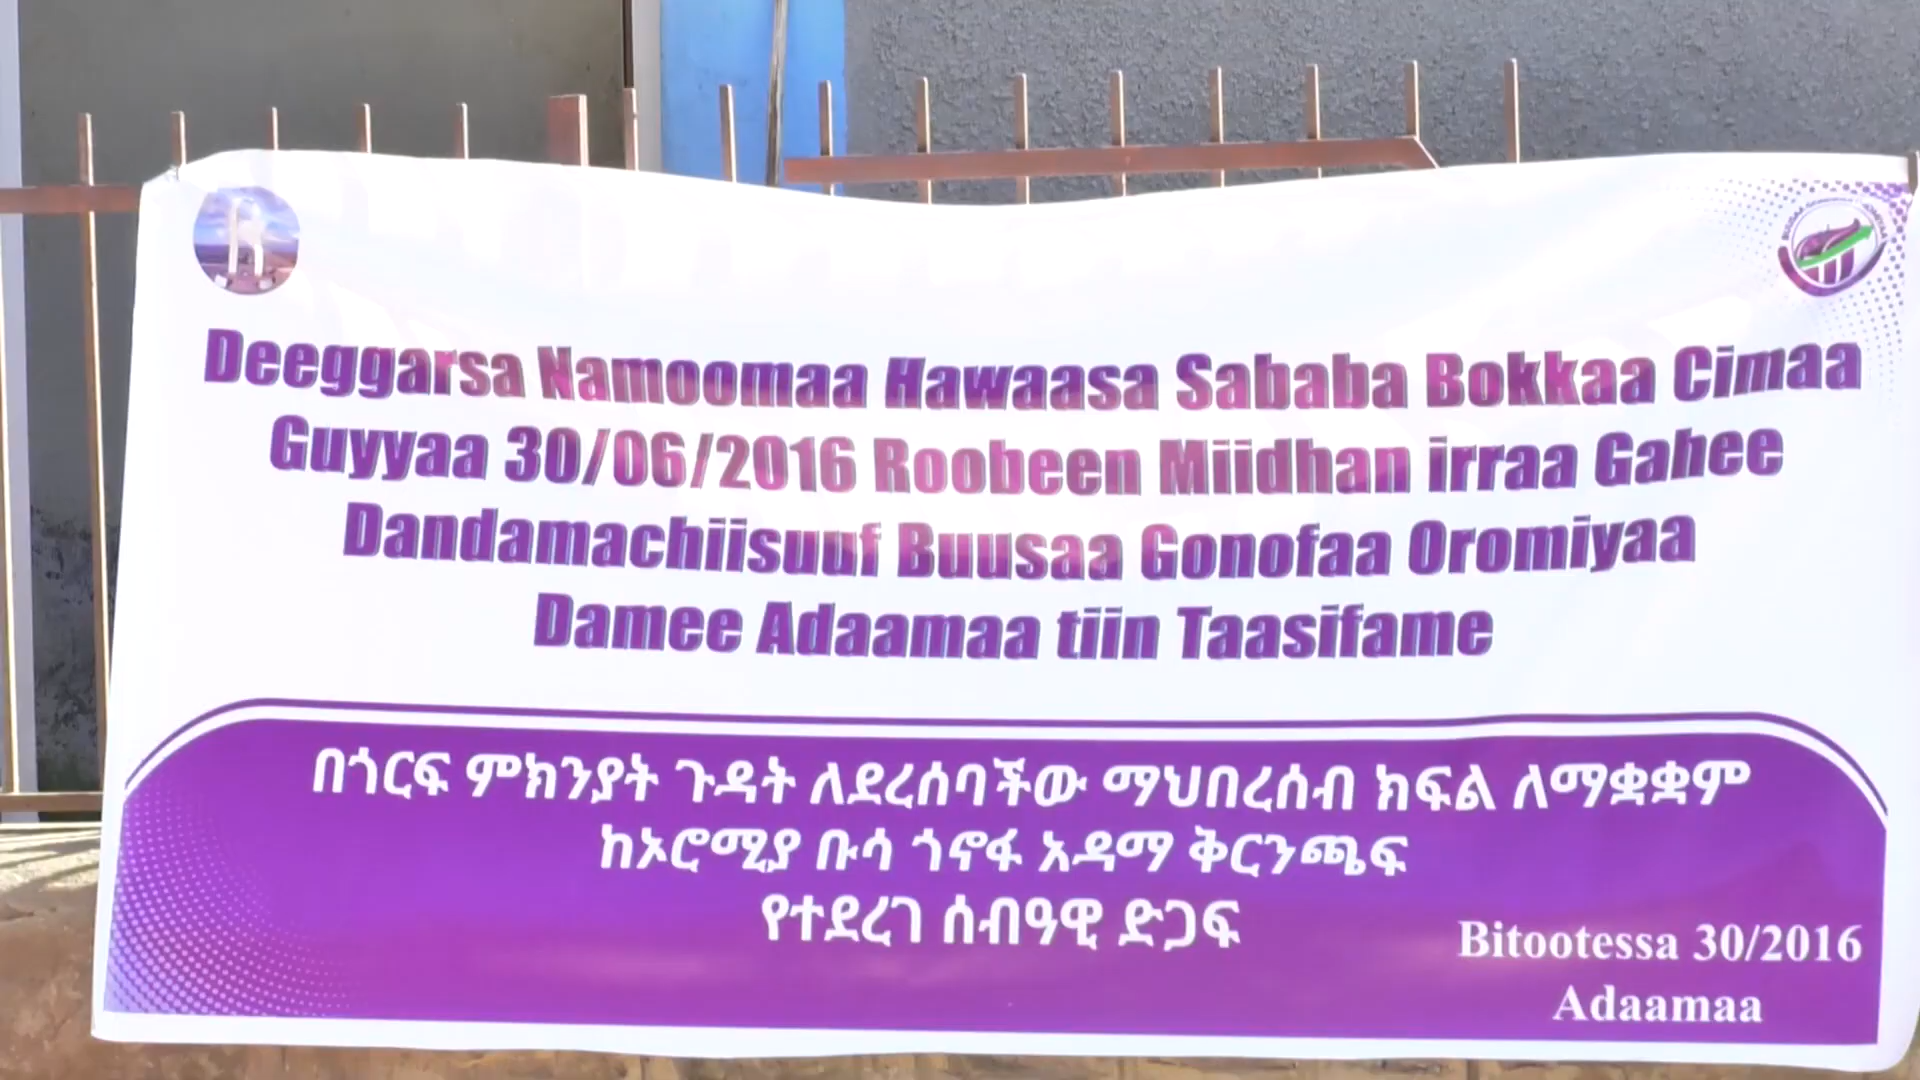 Deeggarsa Namoomaa Hawaasa Sababa Bokkaa Cimaa
Guyyaa 30/06/2016 Roobeen Miidhan irraa Gahee
Dandamachiisuuf Buusaa Gonofaa Oromiyaa
Damee Adaamaa tiin Taasifame
በጎርፍ ምክንያት ጉዳት ለደረሰባችው ማህበረሰብ ክፍል ለማቋቋም
ከኦሮሚያ ቡሳ ጎኖፋ አዳማ ቅርንጫፍ
የተደረገ ሰብዓዊ ድጋፍ
Bitootessa 30/2016
Adaamaa